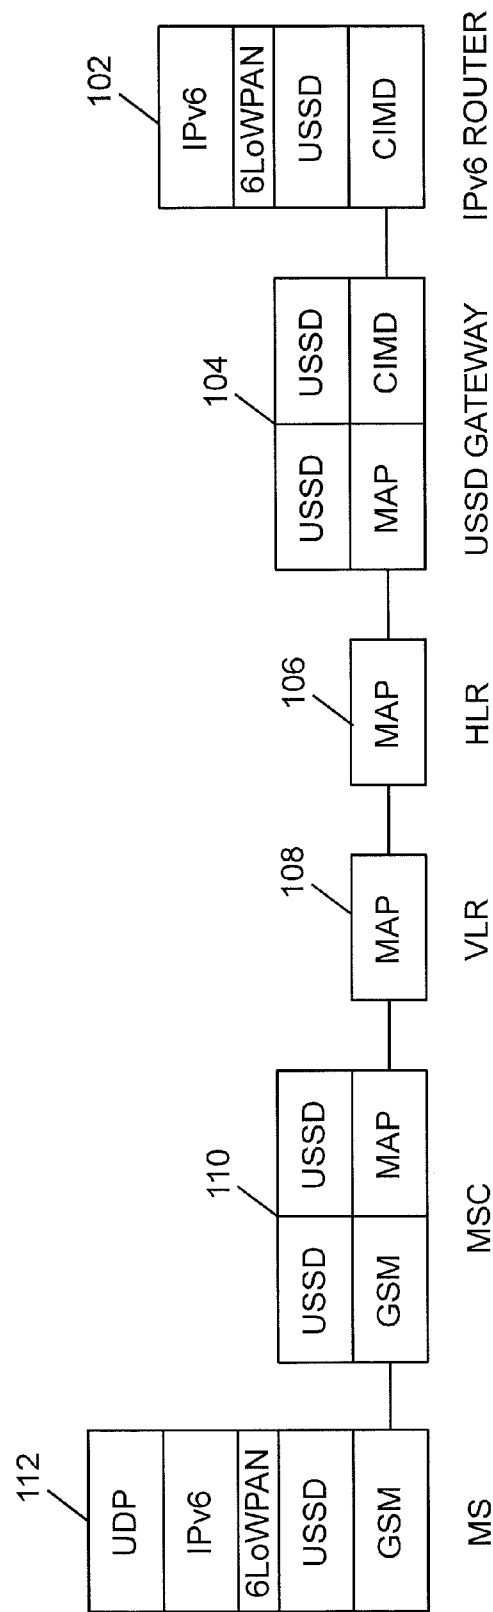 112
UDP
IPv6
6LoWPAN
USSD
GSM
MS
110
USSD USSD
GSM MAP
MSC
108
MAP
VLR
106
MAP
HLR
104
USSD USSD
MAP CIMD
USSD GATEWAY
102
IPv6
6LoWPAN
USSD
CIMD
IPv6 ROUTER